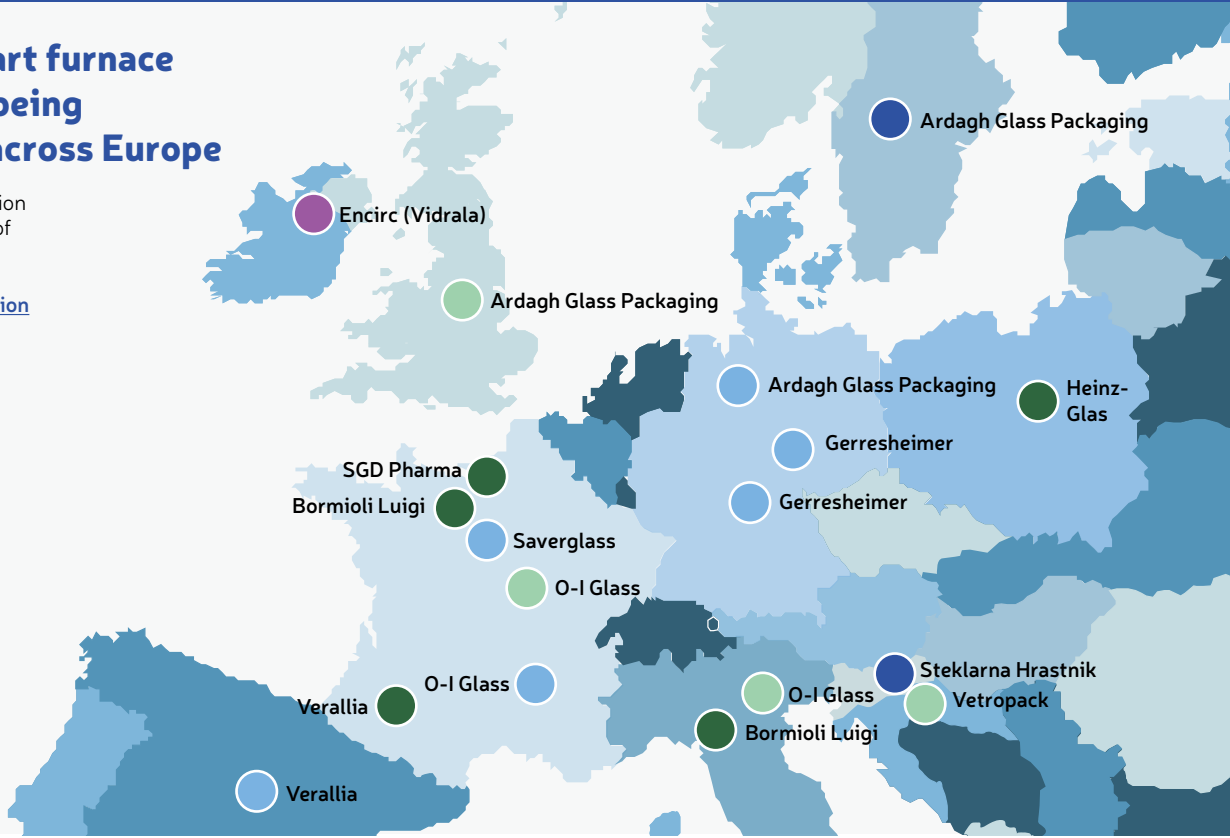 art furnace
being
across Europe
ion
of
ion
Ardagh Glass Packaging
Encirc (Vidrala)
Ardagh Glass Packaging
Ardagh Glass Packaging
Heinz-
Glas
Gerresheimer
SGD Pharma
Bormioli Luigi
Gerresheimer
Saverglass
O-I Glass
Steklarna Hrastnik
O-I Glass
O-I Glass
Vetropack
Verallia
Bormioli Luigi
Verallia